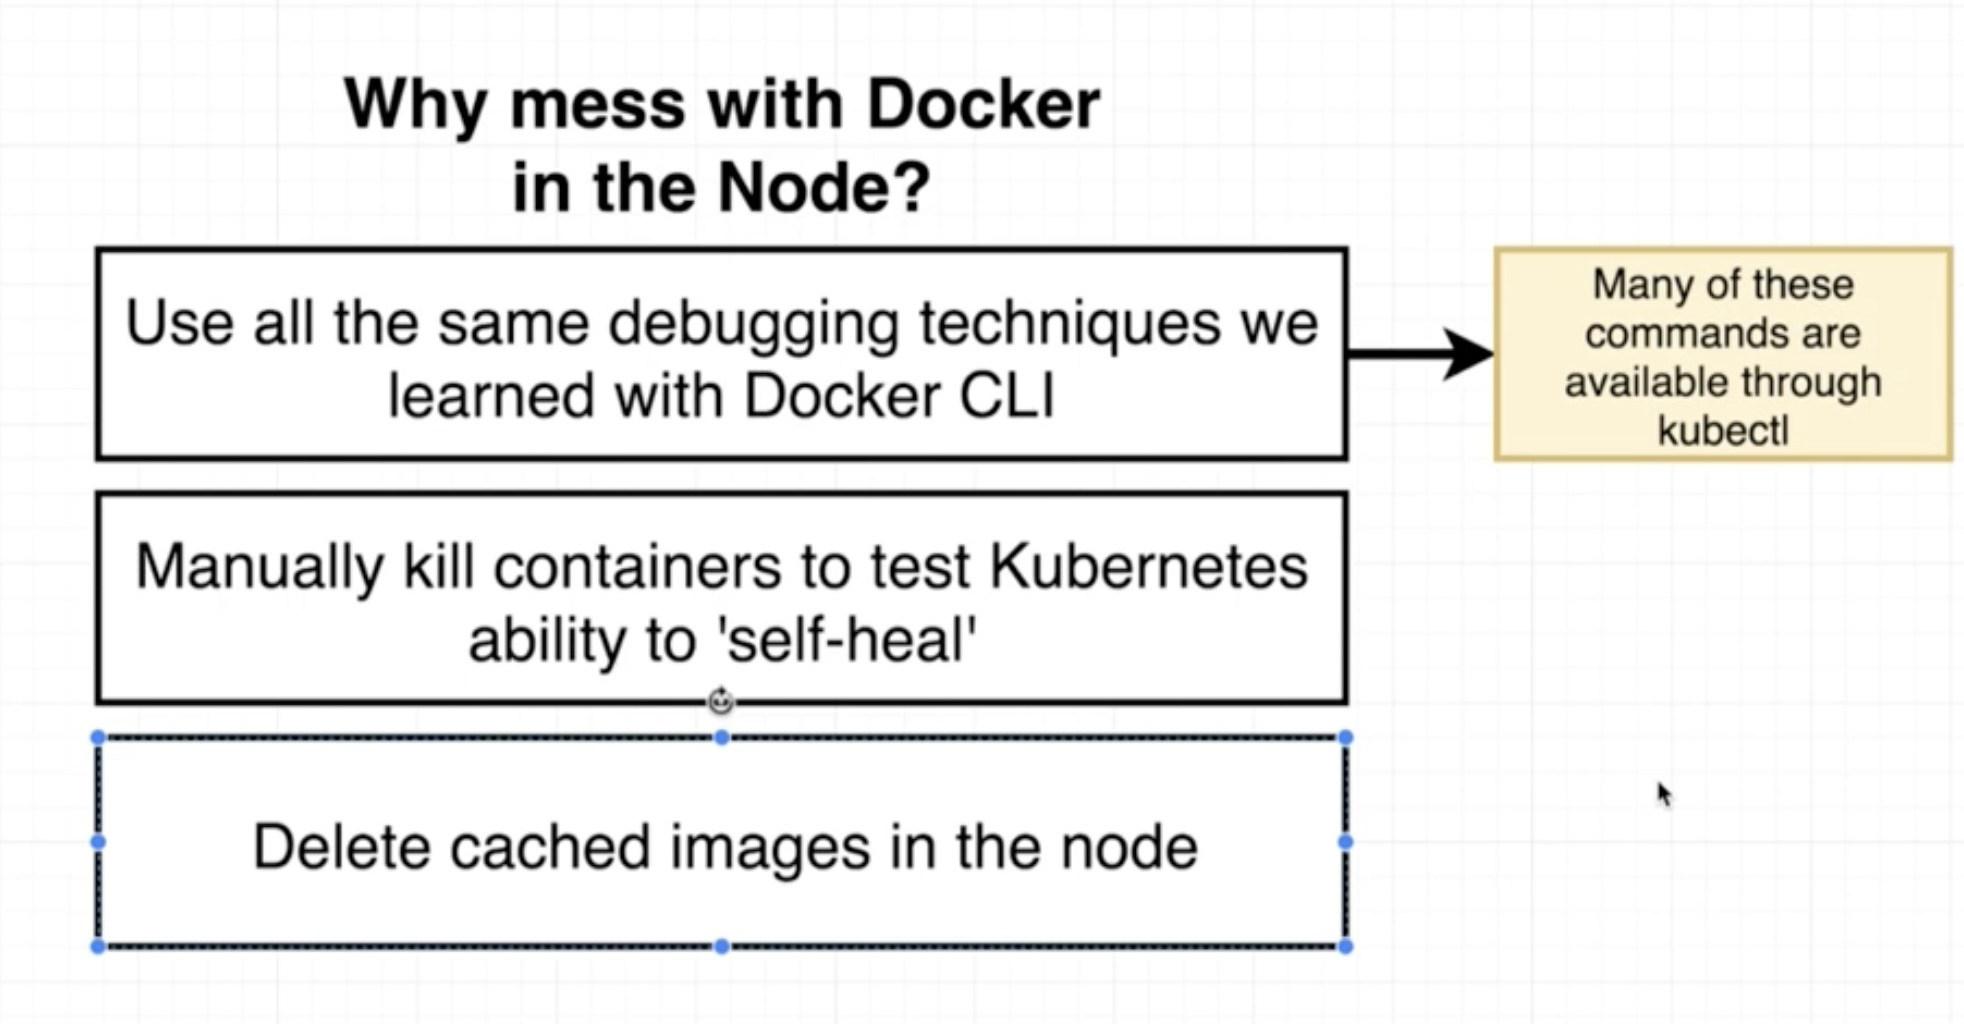 Why mess with Docker
in the Node?
Use all the same debugging techniques we
learned with Docker CLI
Many of these
commands are
available through
kubectl
Manually kill containers to test Kubernetes
ability to 'self-heal'
Delete cached images in the node